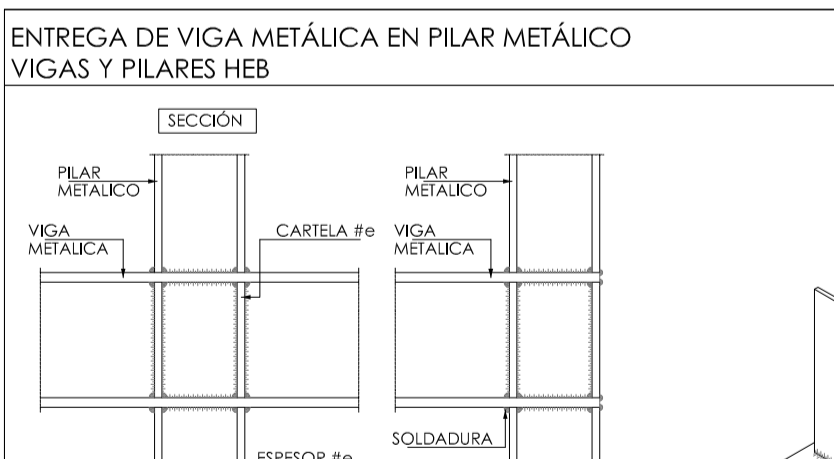 ENTREGA DE VIGA METÁLICA EN PILAR METÁLICO
VIGAS Y PILARES HEB
SECCIÓN
PILAR
METALICO
VIGA
METALICA
CARTELA #e
PILAR
METALICO
VIGA
METALICA
SOLDADURA
ESPESOR #e